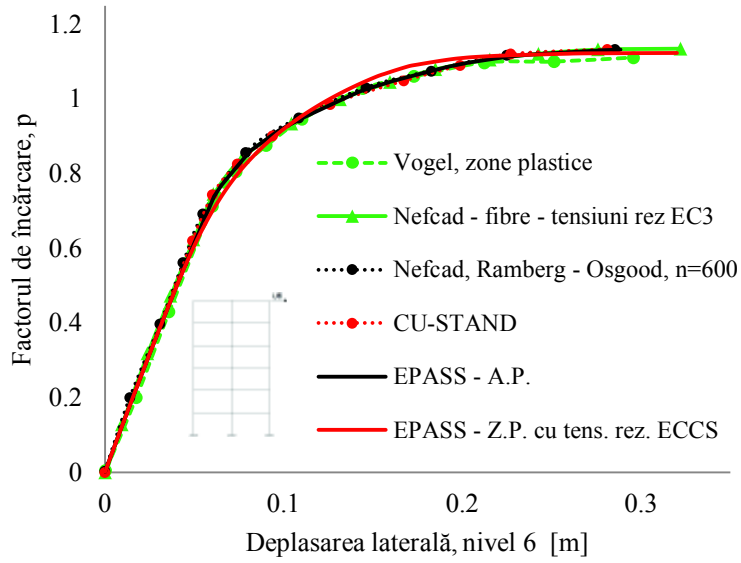 1.2
1
0.8
0.6
0.4
0.2
0
Factorul de încărcare, p
Vogel, zone plastice
Nefcad - fibre - tensiuni rez EC3
Nefcad, Ramberg - Osgood, n=600
CU-STAND
EPASS - A.P.
EPASS - Z.P. cu tens. rez. ECCS
0 0.1 0.2 0.3
Deplasarea laterală, nivel 6 [m]